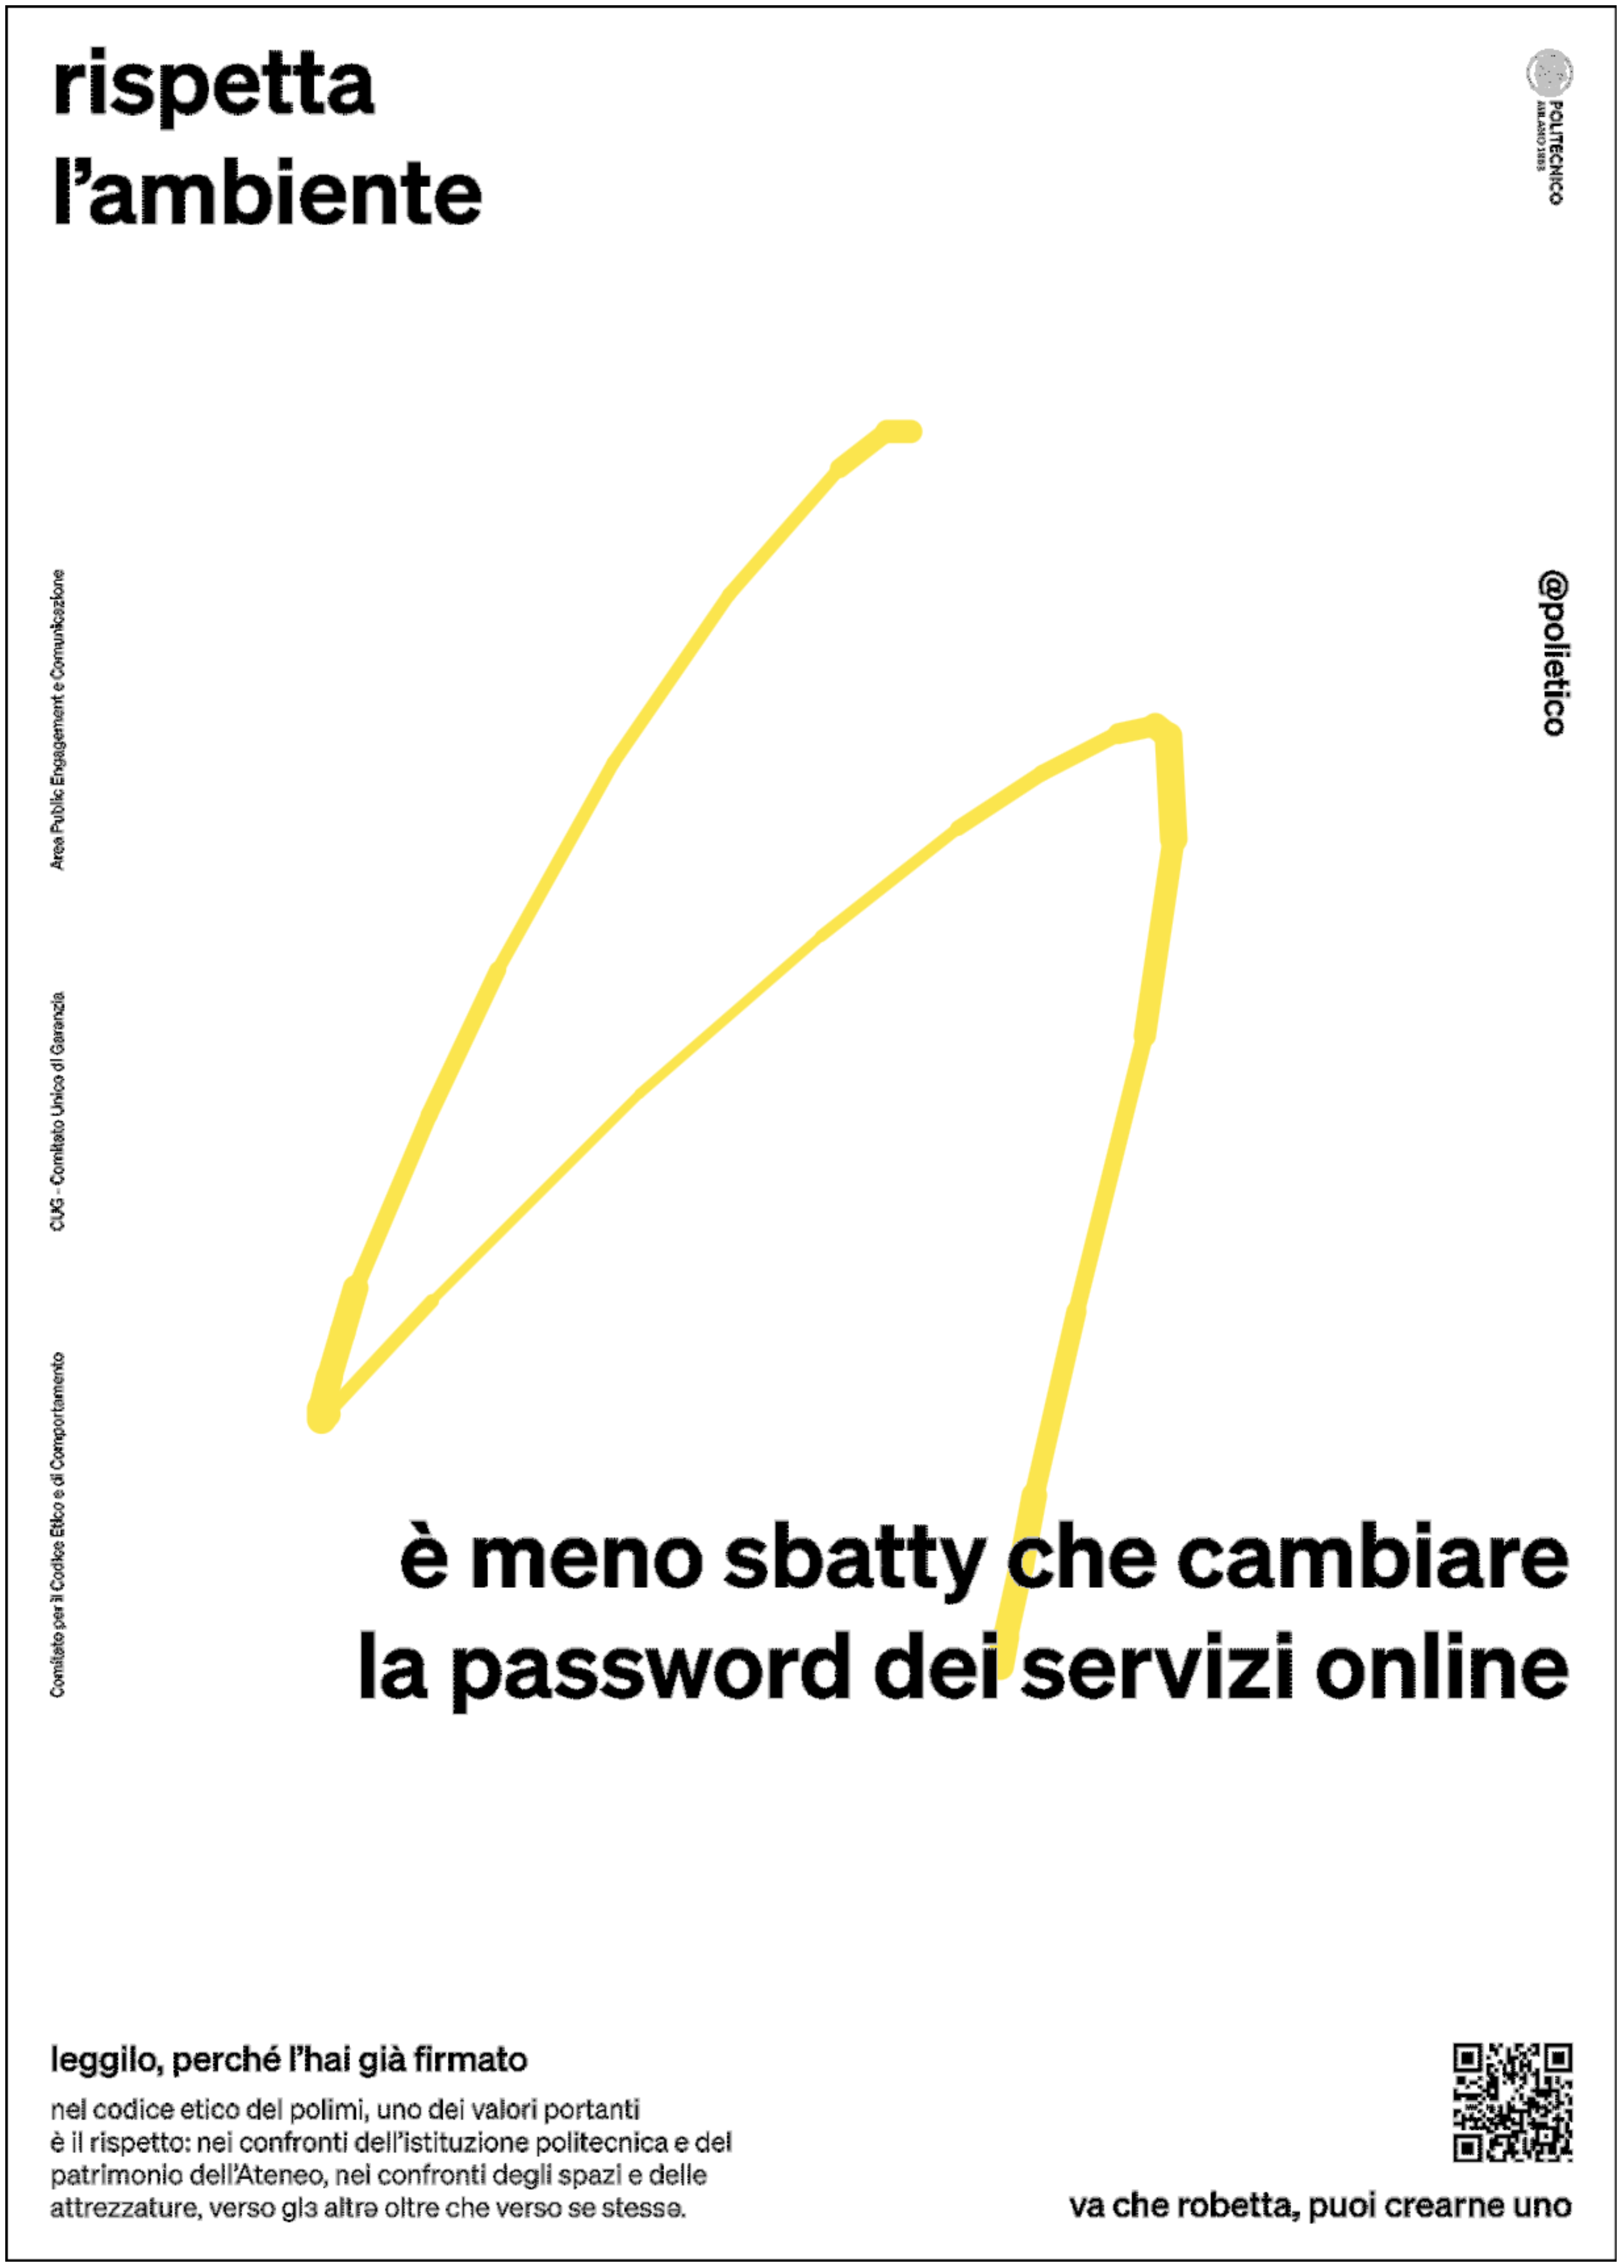 rispetta
l’ambiente
POLITECNICO
MILANO 1863
@polietico
Area Public Engagement e Comunicazione
CUG - Comitato Unico di Garanzia
Comitato per il Codice Etico e di Comportamento
è meno sbatty che cambiare
la password dei servizi online
leggilo, perché l’hai già firmato
nel codice etico del polimi, uno dei valori portanti
è il rispetto: nei confronti dell’istituzione politecnica e del
patrimonio dell’Ateneo, nei confronti degli spazi e delle
attrezzature, verso glɜ altrǝ oltre che verso se stessǝ.
va che robetta, puoi crearne uno